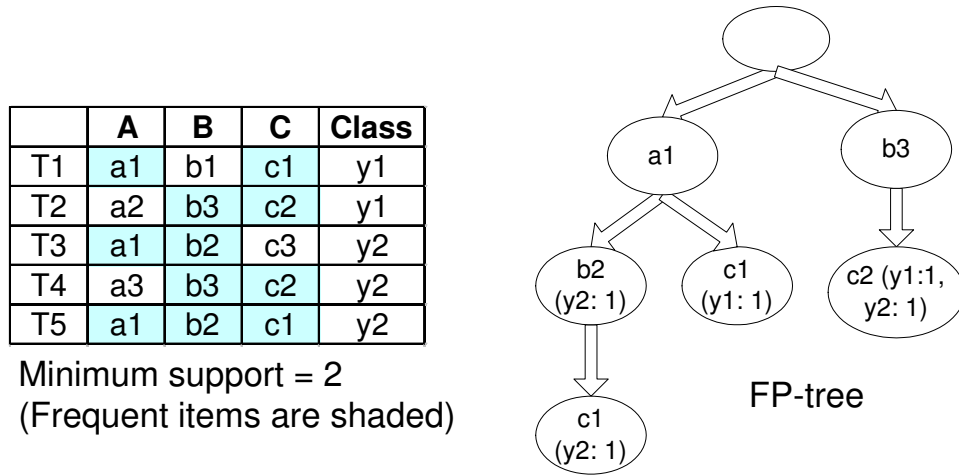 A B C Class
T1 a1 b1 c1 y1
T2 a2 b3 c2 y1
T3 a1 b2 c3 y2
T4 a3 b3 c2 y2
T5 a1 b2 c1 y2
Minimum support = 2
(Frequent items are shaded)
a1
b3
b2
(y2: 1)
c1
(y1: 1)
c2 (y1:1,
y2: 1)
c1
(y2: 1)
FP-tree